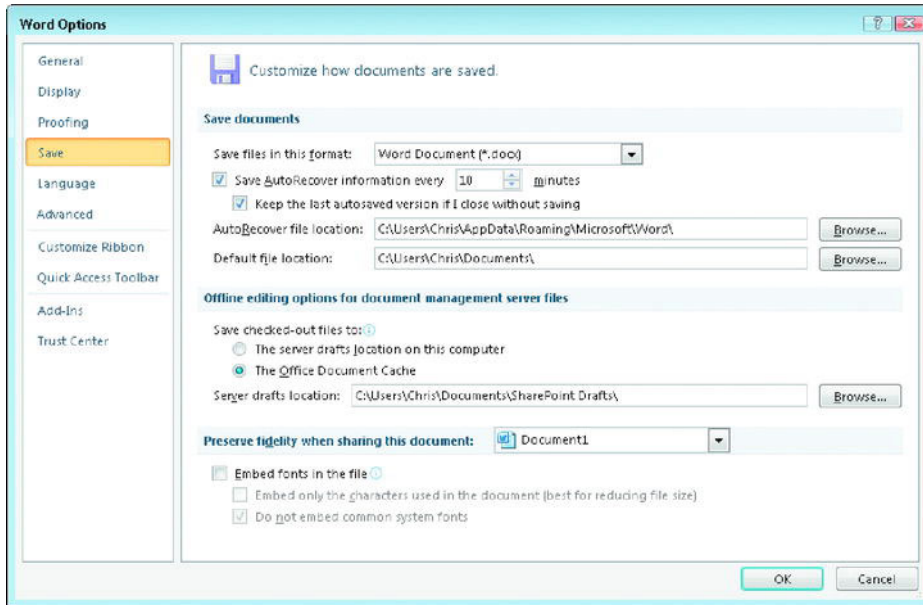 Word Options
General
Display
Proofing
Save
Language
Advanced
Customize Ribbon
Quick Access Toolbar
Add-Ins
Trust Center
Customize how documents are saved.
Save documents
Save files in this format: Word Document (*.docx)
Save AutoRecover information every 10 minutes
Keep the last autosaved version if I close without saving
AutoRecover file location: C:\Users\Chris\AppData\Roaming\Microsoft\Word\ Browse...
Default file location: C:\Users\Chris\Documents\ Browse...
Offline editing options for document management server files
Save checked-out files to:
The server drafts location on this computer
The Office Document Cache
Server drafts location: C:\Users\Chris\Documents\SharePoint Drafts\ Browse...
Preserve fidelity when sharing this document: Document1
Embed fonts in the file
Embed only the characters used in the document (best for reducing file size)
Do not embed common system fonts
OK Cancel